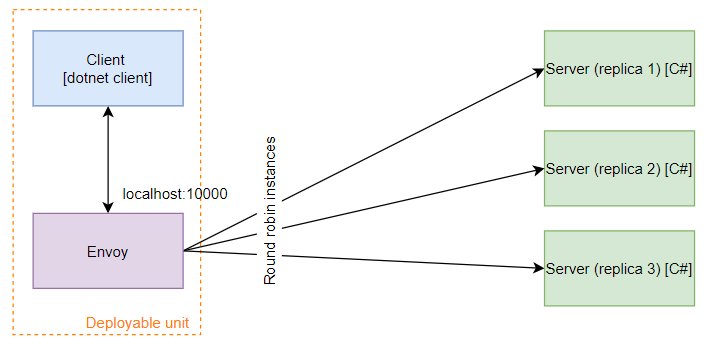 Client
[dotnet client]
localhost:10000
Envoy
Deployable unit
Round robin instances
Server (replica 1) [C#]
Server (replica 2) [C#]
Server (replica 3) [C#]